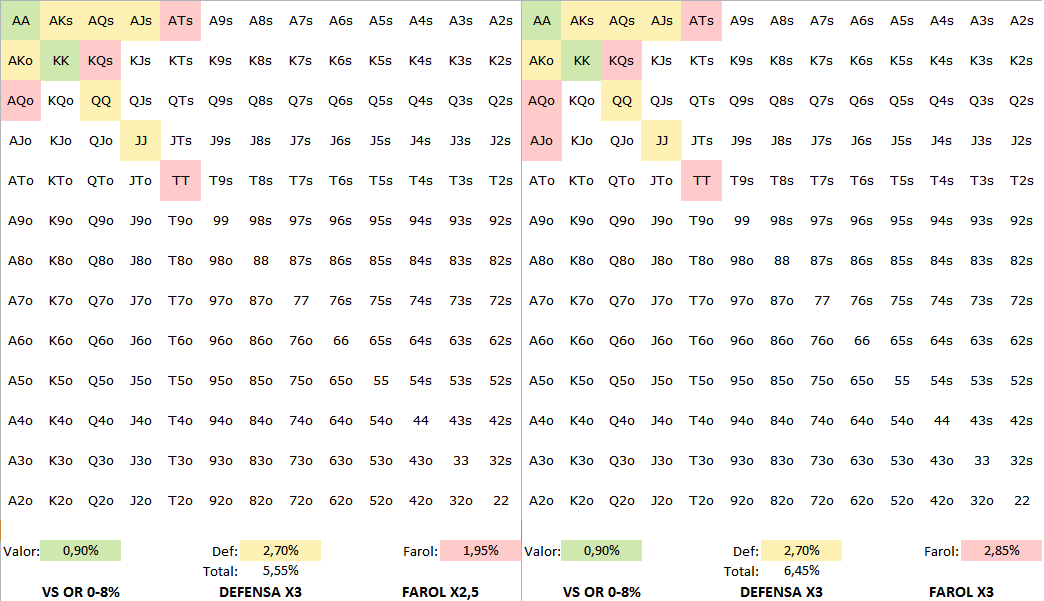 AA AKs AQs AJs ATs A9s A8s A7s A6s A5s A4s A3s A2s AA AKs AQs AJs ATs A9s A8s A7s A6s A5s A4s A3s A2s
AKo KK KQs KJs KTs K9s K8s K7s K6s K5s K4s K3s K2s AKo KK KQs KJs KTs K9s K8s K7s K6s K5s K4s K3s K2s
AQo KQo QQ QJs QTs Q9s Q8s Q7s Q6s Q5s Q4s Q3s Q2s AQo KQo QQ QJs QTs Q9s Q8s Q7s Q6s Q5s Q4s Q3s Q2s
AJo KJo QJo JJ JTs J9s J8s J7s J6s J5s J4s J3s J2s AJo KJo QJo JJ JTs J9s J8s J7s J6s J5s J4s J3s J2s
ATo KTo QTo JTo TT T9s T8s T7s T6s T5s T4s T3s T2s ATo KTo QTo JTo TT T9s T8s T7s T6s T5s T4s T3s T2s
A9o K9o Q9o J9o T9o 99 98s 97s 96s 95s 94s 93s 92s A9o K9o Q9o J9o T9o 99 98s 97s 96s 95s 94s 93s 92s
A8o K8o Q8o J8o T8o 98o 88 87s 86s 85s 84s 83s 82s A8o K8o Q8o J8o T8o 98o 88 87s 86s 85s 84s 83s 82s
A7o K7o Q7o J7o T7o 97o 87o 77 76s 75s 74s 73s 72s A7o K7o Q7o J7o T7o 97o 87o 77 76s 75s 74s 73s 72s
A6o K6o Q6o J6o T6o 96o 86o 76o 66 65s 64s 63s 62s A6o K6o Q6o J6o T6o 96o 86o 76o 66 65s 64s 63s 62s
A5o K5o Q5o J5o T5o 95o 85o 75o 65o 55 54s 53s 52s A5o K5o Q5o J5o T5o 95o 85o 75o 65o 55 54s 53s 52s
A4o K4o Q4o J4o T4o 94o 84o 74o 64o 54o 44 43s 42s A4o K4o Q4o J4o T4o 94o 84o 74o 64o 54o 44 43s 42s
A3o K3o Q3o J3o T3o 93o 83o 73o 63o 53o 43o 33 32s A3o K3o Q3o J3o T3o 93o 83o 73o 63o 53o 43o 33 32s
A2o K2o Q2o J2o T2o 92o 82o 72o 62o 52o 42o 32o 22 A2o K2o Q2o J2o T2o 92o 82o 72o 62o 52o 42o 32o 22
Valor: 0,90% Def: 2,70% Farol: 1,95% Valor: 0,90% Def: 2,70% Farol: 2,85%
Total: 5,55% Total: 6,45%
VS OR 0-8% DEFENSA X3 FAROL X2,5 VS OR 0-8% DEFENSA X3 FAROL X3